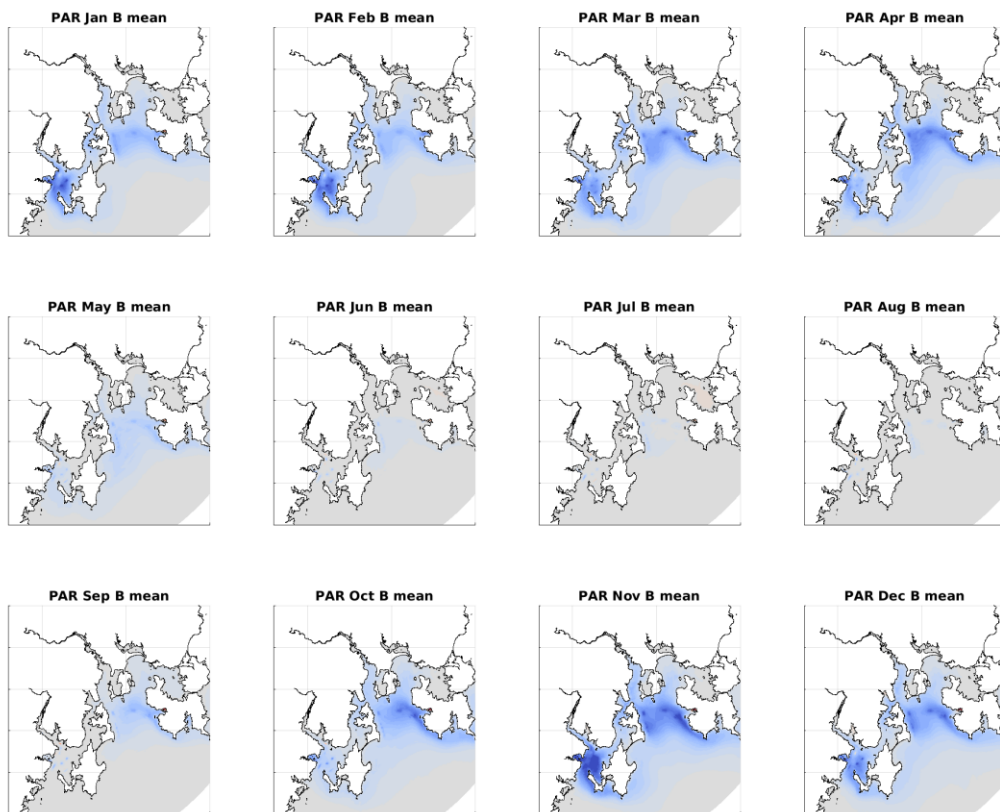 PAR Jan B mean
PAR Feb B mean
PAR Mar B mean
PAR Apr B mean
PAR May B mean
PAR Jun B mean
PAR Jul B mean
PAR Aug B mean
PAR Sep B mean
PAR Oct B mean
PAR Nov B mean
PAR Dec B mean